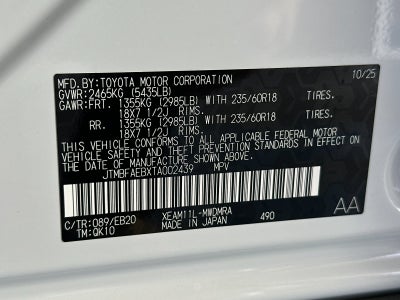 MFD.BY:TOYOTA MOTOR CORPORATION 10/25
GVWR:2465KG (5435LB)
GAWR:FRT. 1355KG (2985LB) WITH 235/60R18 TIRES.
18X7 1/2J RIMS
RR. 1355KG (2985LB) WITH 235/60R18 TIRES.
18X7 1/2J RIMS
THIS VEHICLE CONFORMS TO ALL APPLICABLE FEDERAL MOTOR
VEHICLE SAFETY AND THEFT PREVENTION STANDARDS IN EFFECT
ON THE DATE OF MANUFACTURE SHOWN ABOVE.
JTMBFAEBXTA002439 MPV
C/TR:089/EB20 XEAM11L-MWDMRA 490 AA
TM:QK10 MADE IN JAPAN